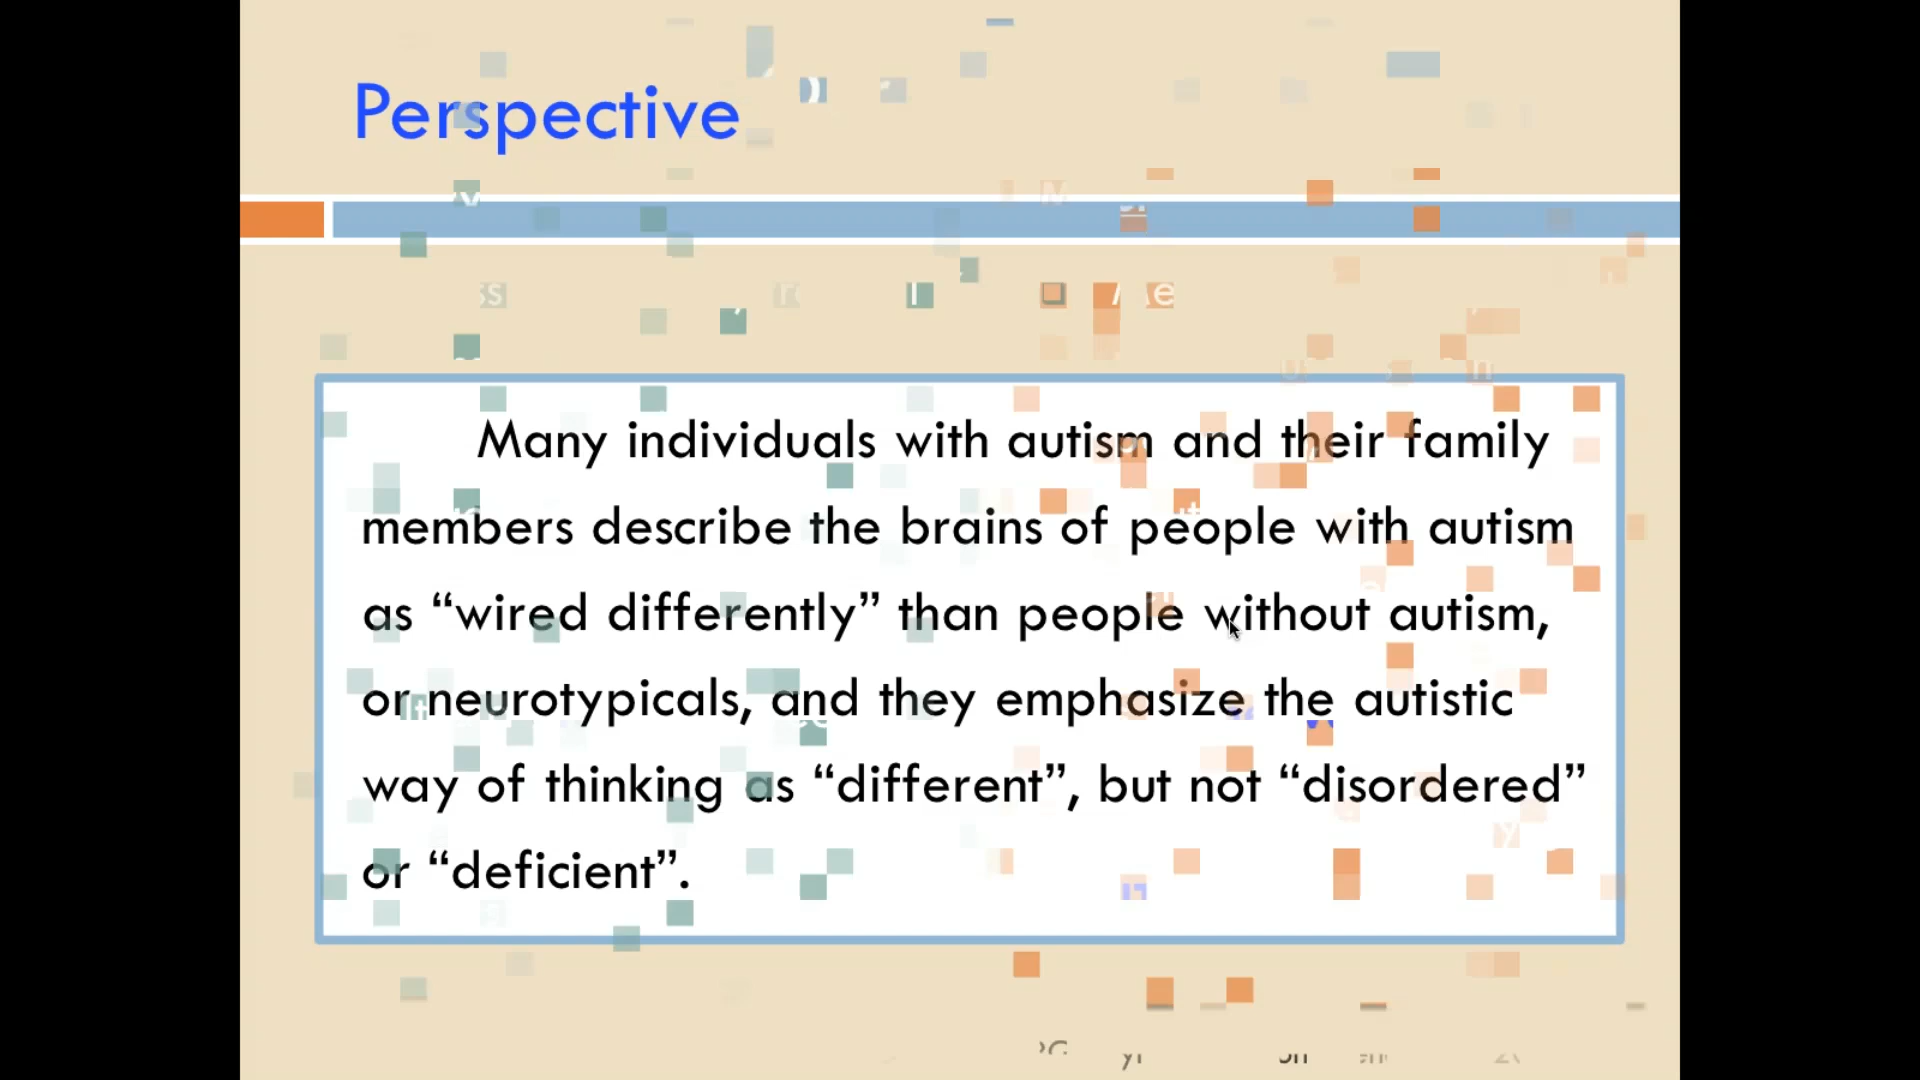 Perspective
Many individuals with autism and their family
members describe the brains of people with autism
as “wired differently” than people without autism,
or neurotypicals, and they emphasize the autistic
way of thinking as “different”, but not “disordered”
or “deficient”.